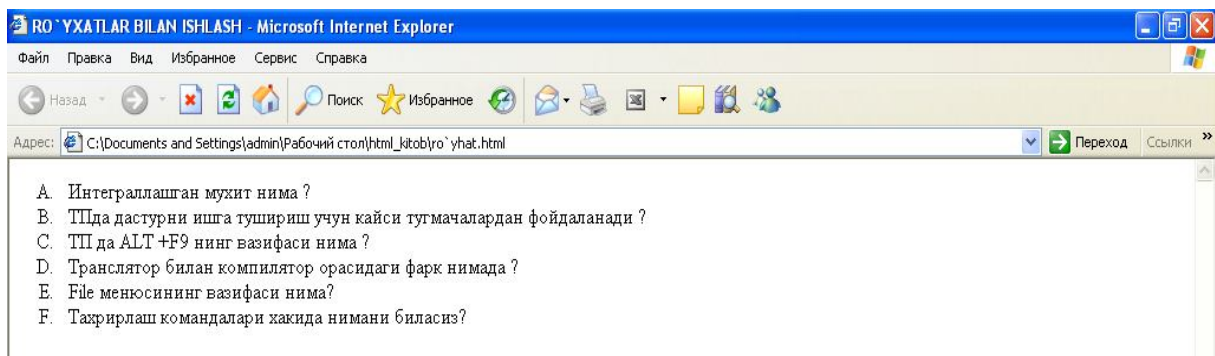 RO`YXATLAR BILAN ISHLASH - Microsoft Internet Explorer
Файл Правка Вид Избранное Сервис Справка
Назад Поиск Избранное
Адрес: C:\Documents and Settings\admin\Рабочий стол\html_kitob\ro`yhat.html Переход Ссылки »
A. Интеграллашган мухит нима ?
B. ТПда дастурни ишга тушириш учун кайси тугмачалардан фойдаланади ?
C. ТП да ALT +F9 нинг вазифаси нима ?
D. Транслятор билан компилятор орасидаги фарк нимада ?
E. File менюсининг вазифаси нима?
F. Тахрирлаш командалари хакида нимани биласиз?